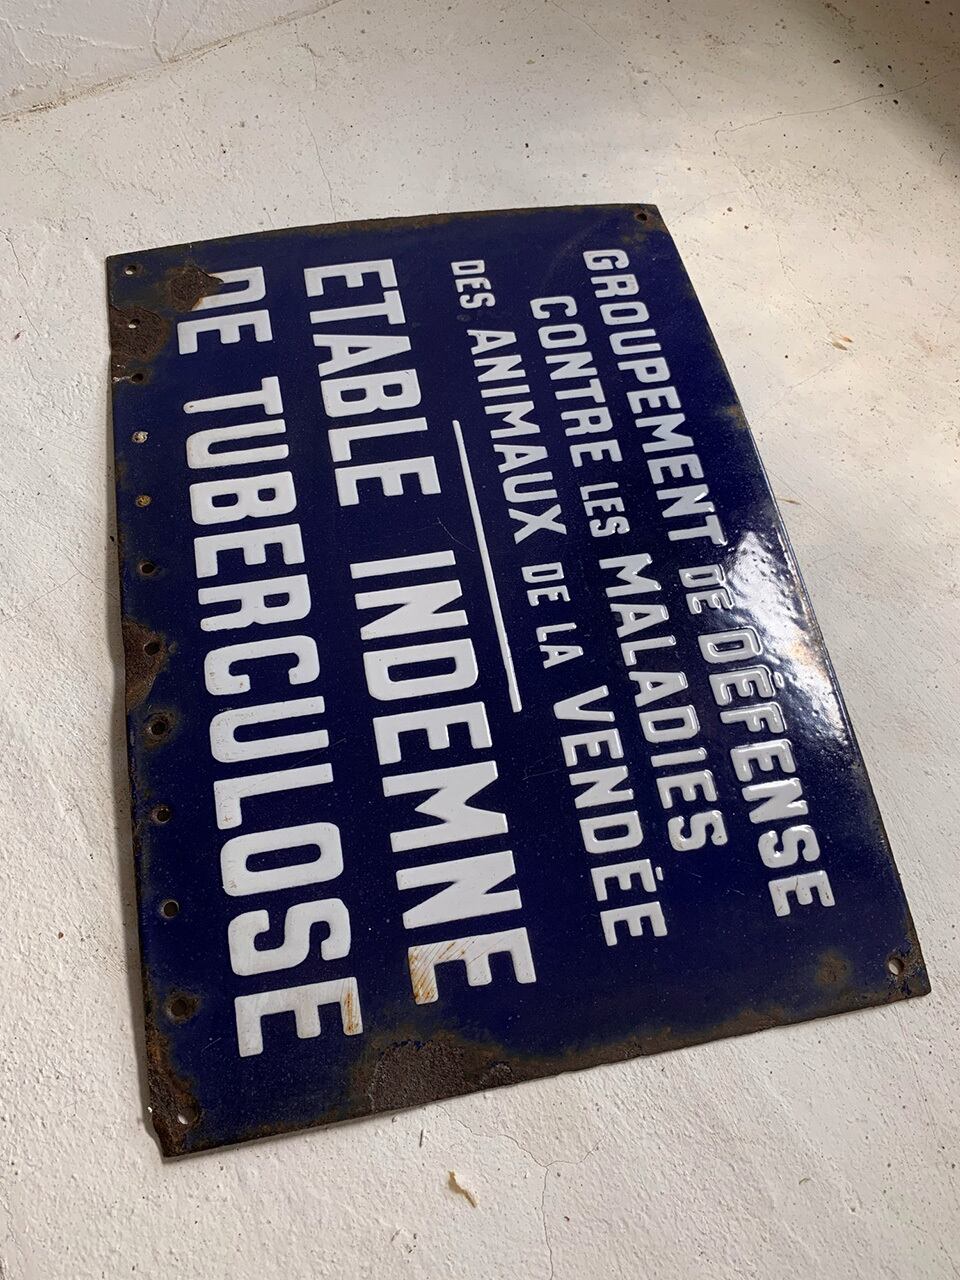 GROUPEMENT DE DÉFENSE
CONTRE LES MALADIES
DES ANIMAUX DE LA VENDÉE
ETABLE INDEMNE
DE TUBERCULOSE